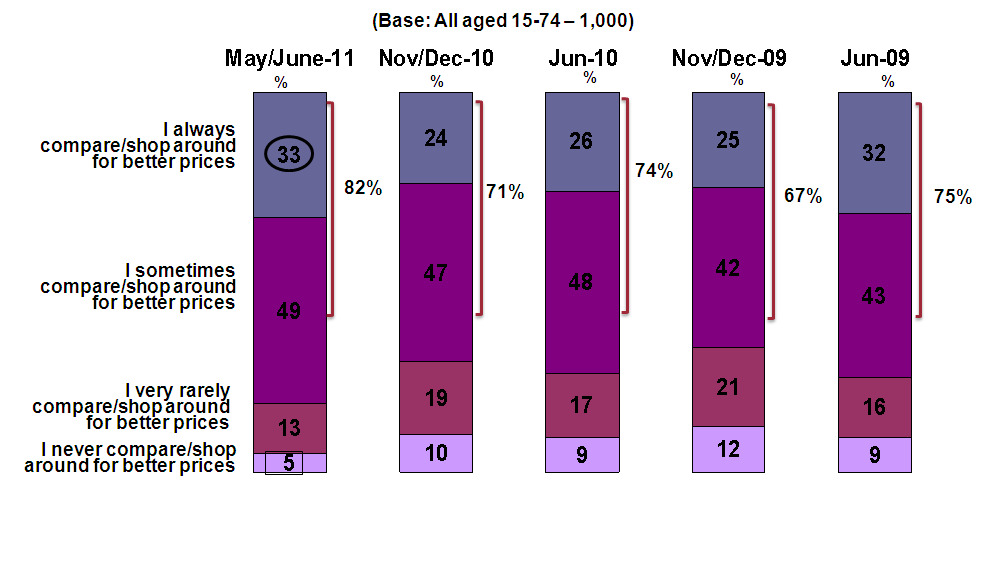 (Base: All aged 15-74 – 1,000)
May/June-11 Nov/Dec-10 Jun-10 Nov/Dec-09 Jun-09
% % % % %
I always
compare/shop around
for better prices
33 24 26 25 32
82% 71% 74% 67% 75%
I sometimes
compare/shop around
for better prices
49 47 48 42 43
I very rarely
compare/shop around
for better prices
13 19 17 21 16
I never compare/shop
around for better prices
5 10 9 12 9